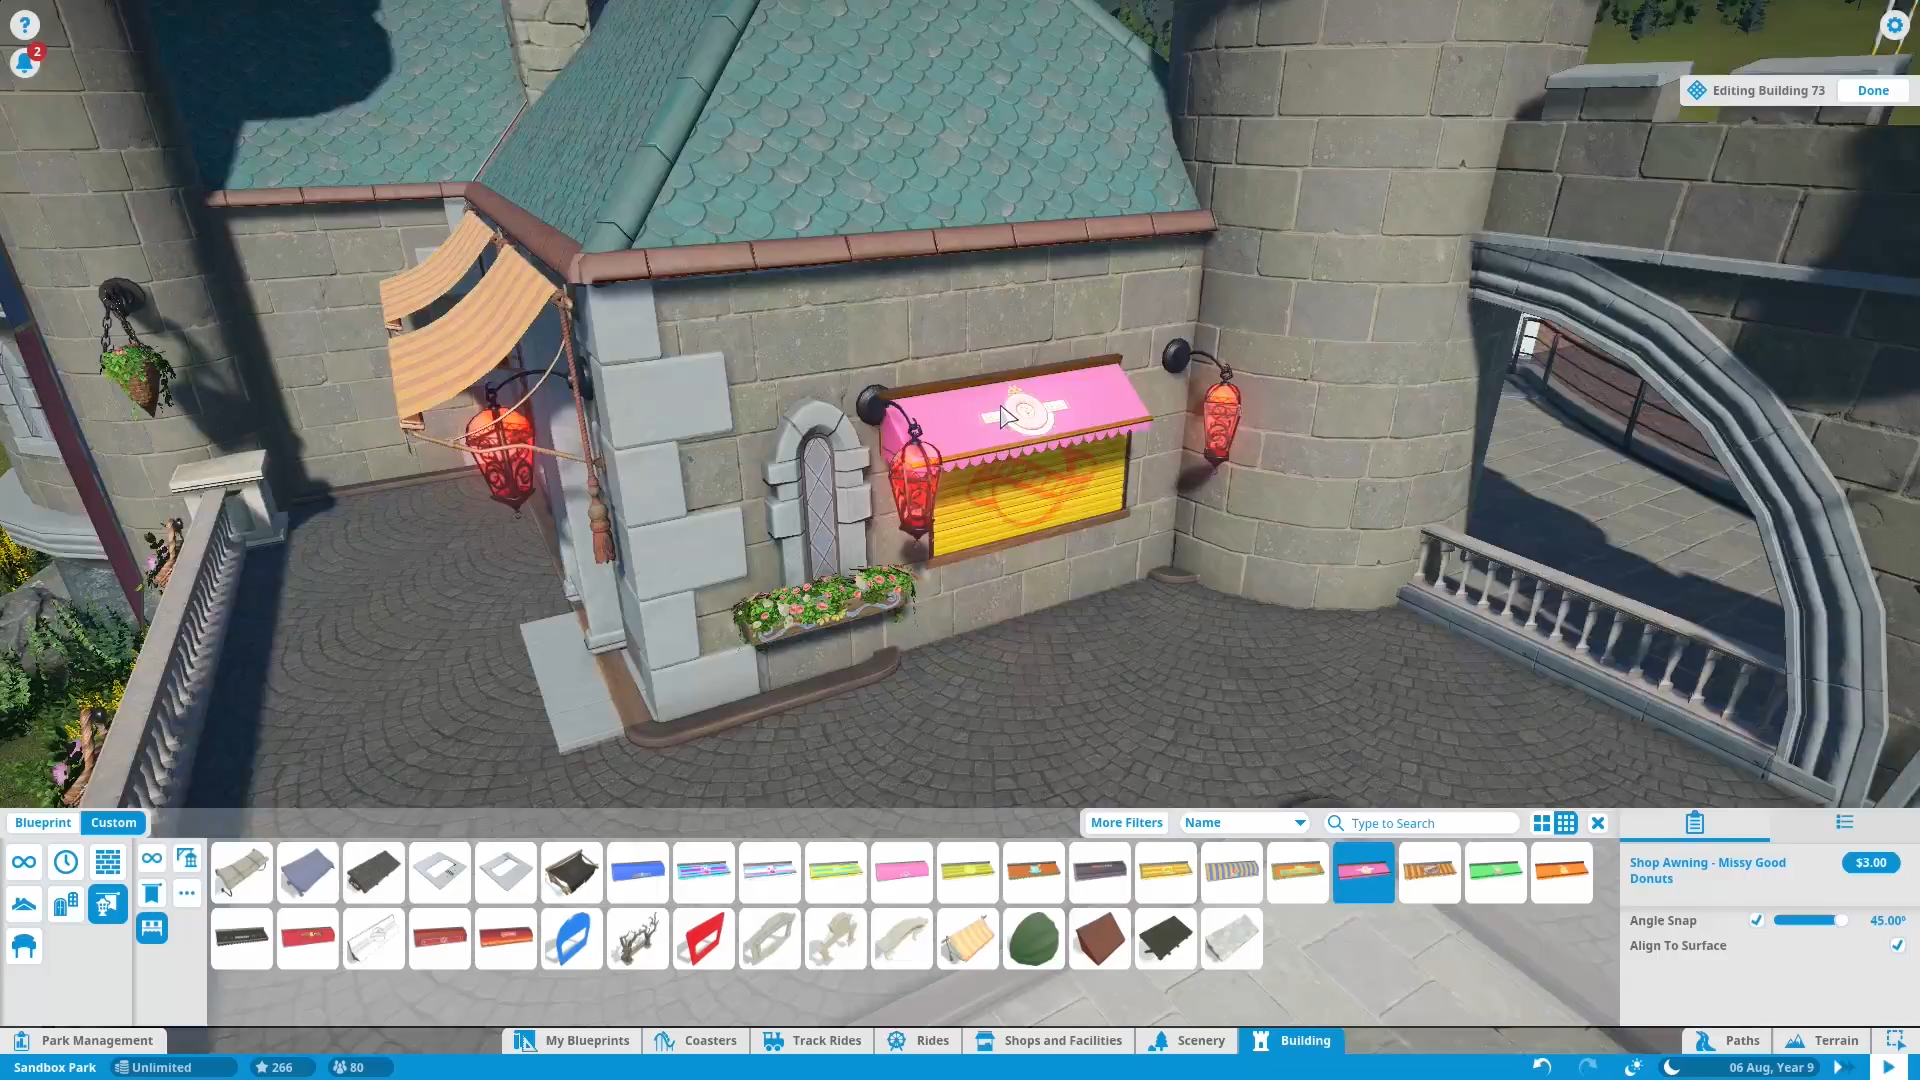 ?
2
Editing Building 73
Done
Blueprint
Custom
More Filters
Name
Type to Search
Shop Awning - Missy Good
Donuts
$3.00
Angle Snap
45.00°
Align To Surface
Park Management
My Blueprints
Coasters
Track Rides
Rides
Shops and Facilities
Scenery
Building
Paths
Terrain
Sandbox Park
Unlimited
266
80
06 Aug, Year 9